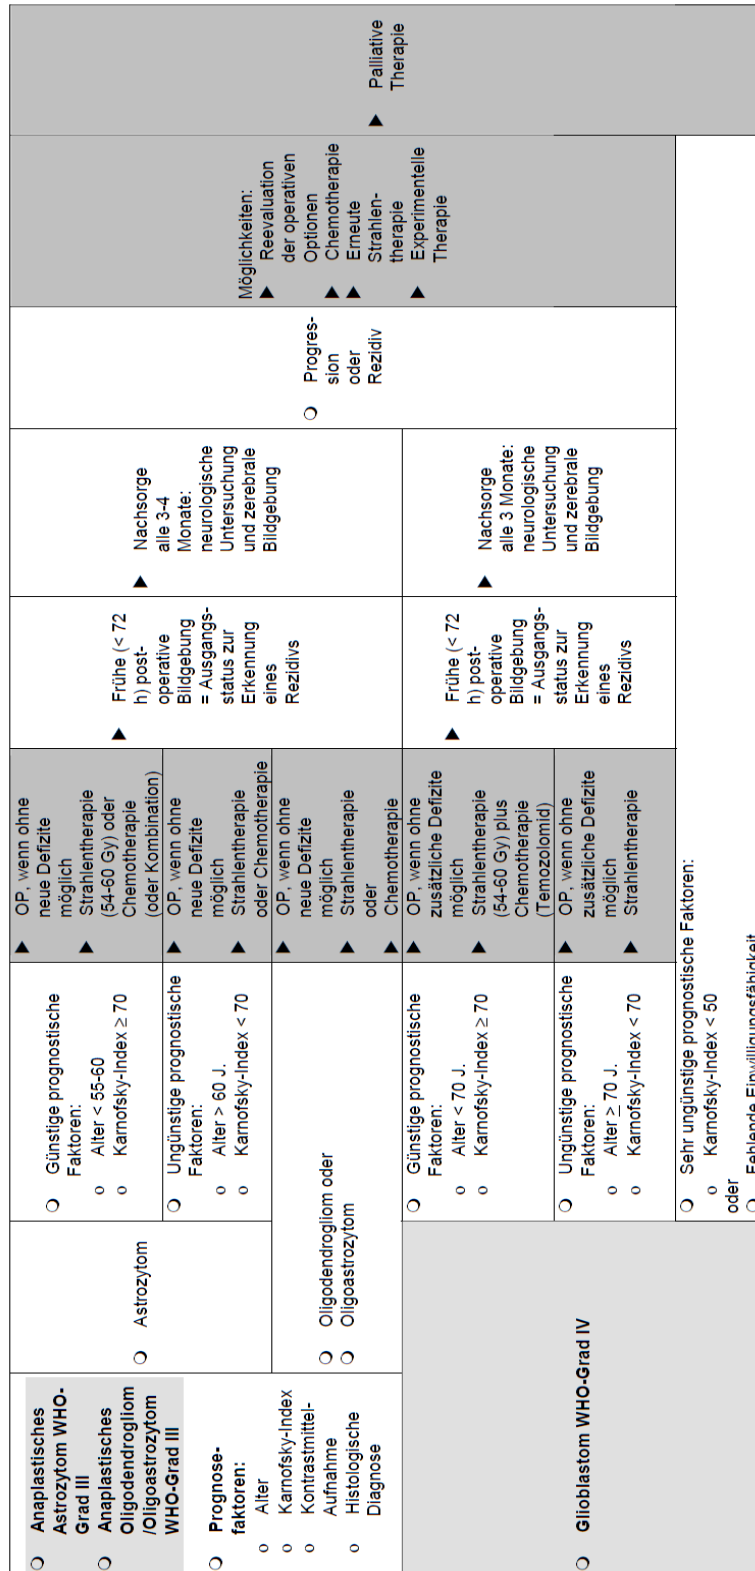 ○ Anaplastisches
Astrozytom WHO-
Grad III
○ Anaplastisches
Oligodendrogliom
/Oligoastrozytom
WHO-Grad III
○ Prognose-
faktoren:
o Alter
o Karnofsky-Index
o Kontrastmittel-
Aufnahme
o Histologische
Diagnose
○ Astrozytom
○ Günstige prognostische
Faktoren:
o Alter < 55-60
o Karnofsky-Index ≥ 70
▶ OP, wenn ohne
neue Defizite
möglich
▶ Strahlentherapie
(54-60 Gy) oder
Chemotherapie
(oder Kombination)
○ Ungünstige prognostische
Faktoren:
o Alter > 60 J.
o Karnofsky-Index < 70
▶ OP, wenn ohne
neue Defizite
möglich
▶ Strahlentherapie
oder Chemotherapie
○ Oligodendrogliom oder
○ Oligoastrozytom
▶ OP, wenn ohne
neue Defizite
möglich
▶ Strahlentherapie
oder
▶ Chemotherapie
▶ Frühe (< 72
h) post-
operative
Bildgebung
= Ausgangs-
status zur
Erkennung
eines
Rezidivs
▶ Nachsorge
alle 3-4
Monate:
neurologische
Untersuchung
und zerebrale
Bildgebung
○ Glioblastom WHO-Grad IV
○ Günstige prognostische
Faktoren:
o Alter < 70 J.
o Karnofsky-Index ≥ 70
▶ OP, wenn ohne
zusätzliche Defizite
möglich
▶ Strahlentherapie
(54-60 Gy) plus
Chemotherapie
(Temozolomid)
○ Ungünstige prognostische
Faktoren:
o Alter ≥ 70 J.
o Karnofsky-Index < 70
▶ OP, wenn ohne
zusätzliche Defizite
möglich
▶ Strahlentherapie
▶ Frühe (< 72
h) post-
operative
Bildgebung
= Ausgangs-
status zur
Erkennung
eines
Rezidivs
▶ Nachsorge
alle 3 Monate:
neurologische
Untersuchung
und zerebrale
Bildgebung
○ Progres-
sion
oder
Rezidiv
Möglichkeiten:
▶ Reevaluation
der operativen
Optionen
▶ Chemotherapie
▶ Erneute
Strahlen-
therapie
▶ Experimentelle
Therapie
○ Sehr ungünstige prognostische Faktoren:
o Karnofsky-Index < 50
oder
○ Fehlende Einwilligungsfähigkeit
▶ Palliative
Therapie